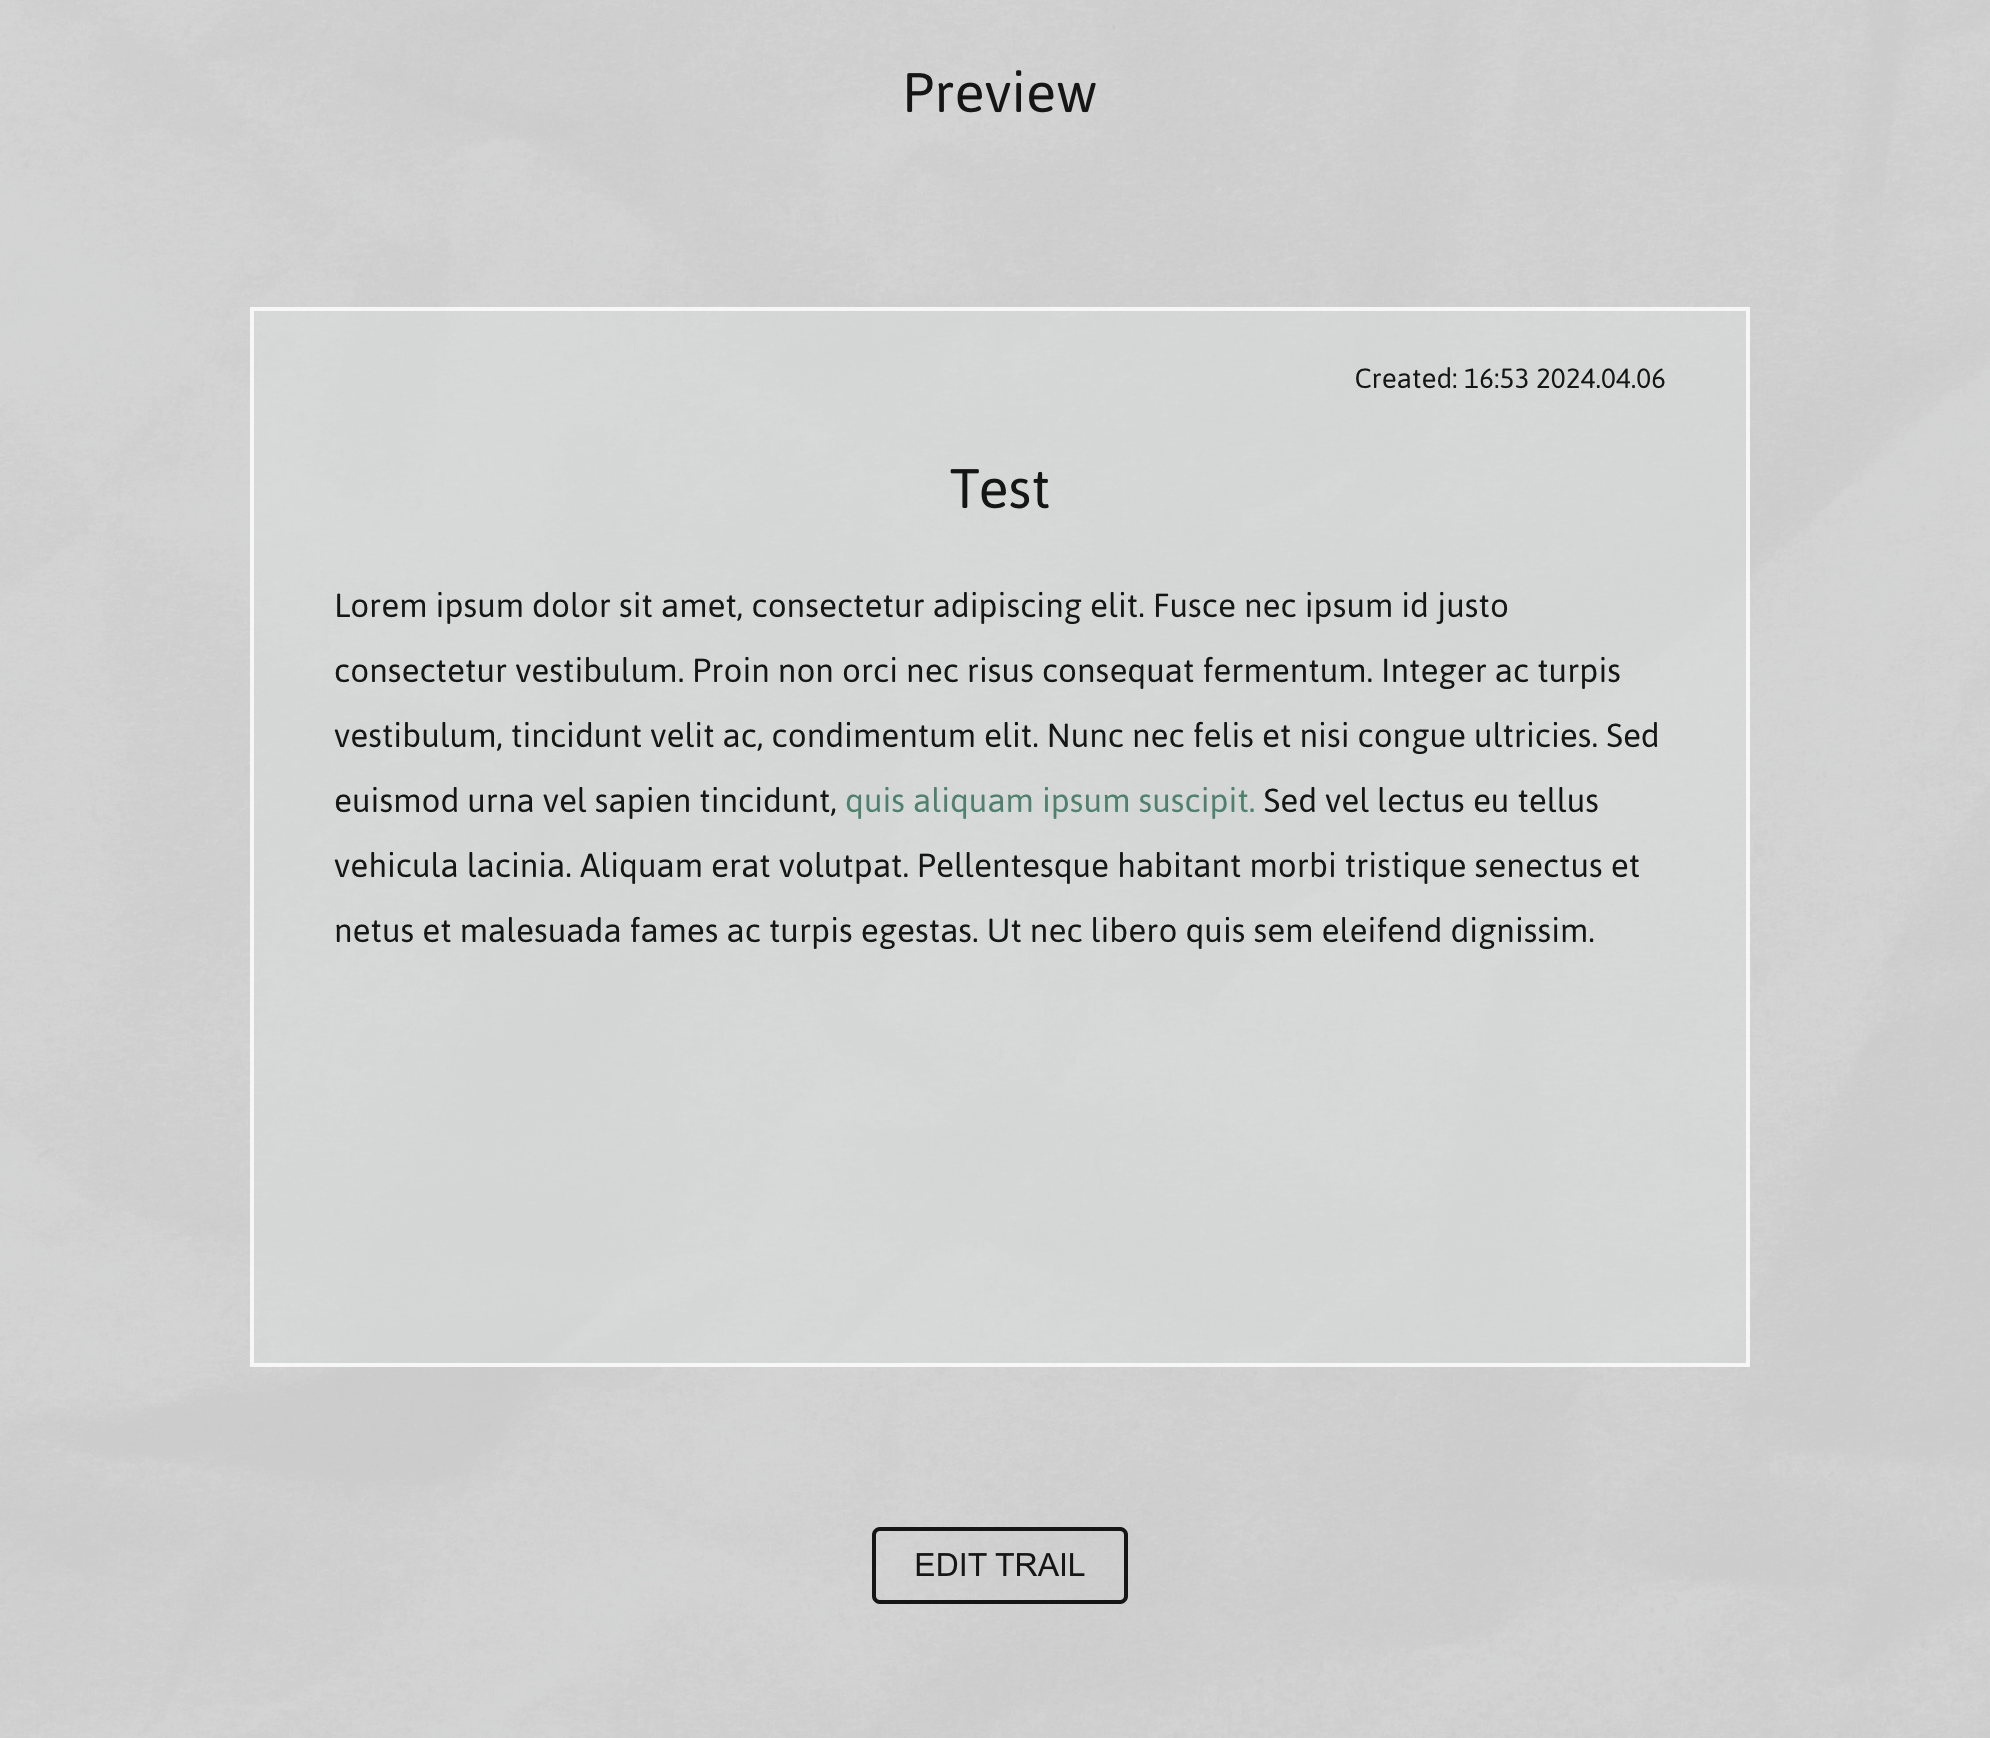 Preview
Created: 16:53 2024.04.06
Test
Lorem ipsum dolor sit amet, consectetur adipiscing elit. Fusce nec ipsum id justo
consectetur vestibulum. Proin non orci nec risus consequat fermentum. Integer ac turpis
vestibulum, tincidunt velit ac, condimentum elit. Nunc nec felis et nisi congue ultricies. Sed
euismod urna vel sapien tincidunt, quis aliquam ipsum suscipit. Sed vel lectus eu tellus
vehicula lacinia. Aliquam erat volutpat. Pellentesque habitant morbi tristique senectus et
netus et malesuada fames ac turpis egestas. Ut nec libero quis sem eleifend dignissim.
EDIT TRAIL